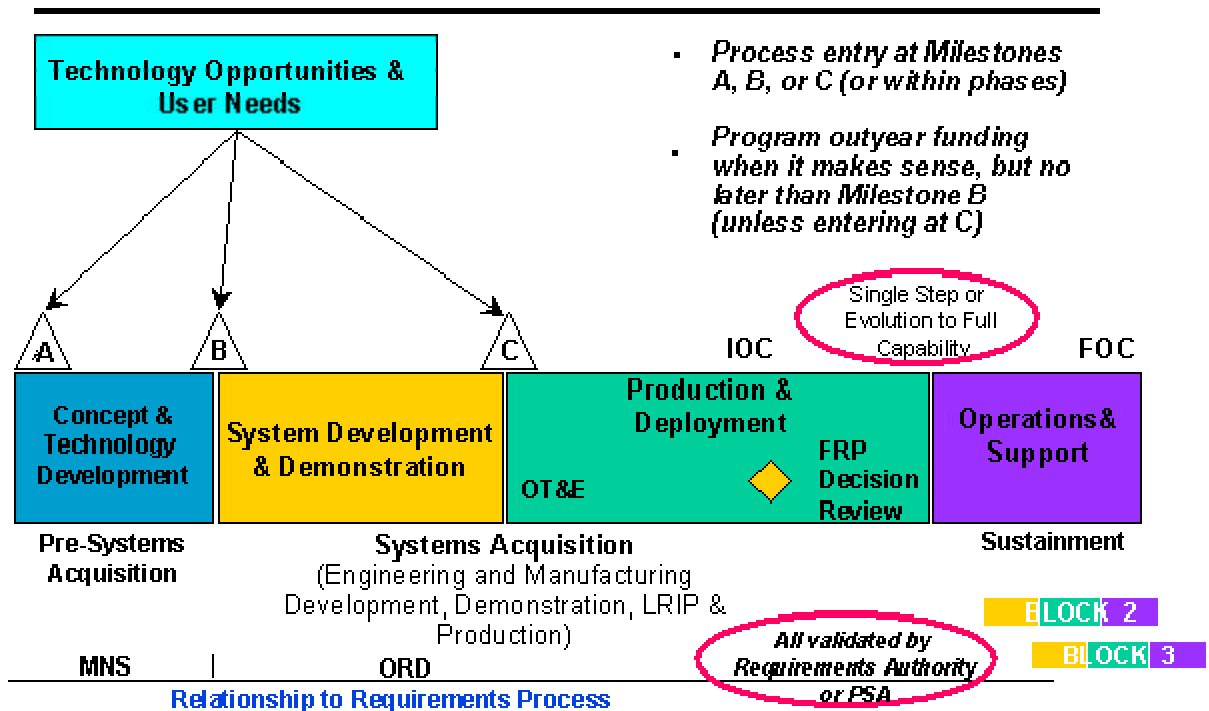 Technology Opportunities &
User Needs
▪ Process entry at Milestones
A, B, or C (or within phases)
▪ Program outyear funding
when it makes sense, but no
later than Milestone B
(unless entering at C)
Single Step or
Evolution to Full
Capability
A
B
C
IOC
FOC
Concept &
Technology
Development
System Development
& Demonstration
Production &
Deployment
OT&E
FRP
Decision
Review
Operations&
Support
Pre-Systems
Acquisition
Systems Acquisition
(Engineering and Manufacturing
Development, Demonstration, LRIP &
Production)
Sustainment
BLOCK 2
BLOCK 3
All validated by
Requirements Authority
or PSA
MNS
ORD
Relationship to Requirements Process